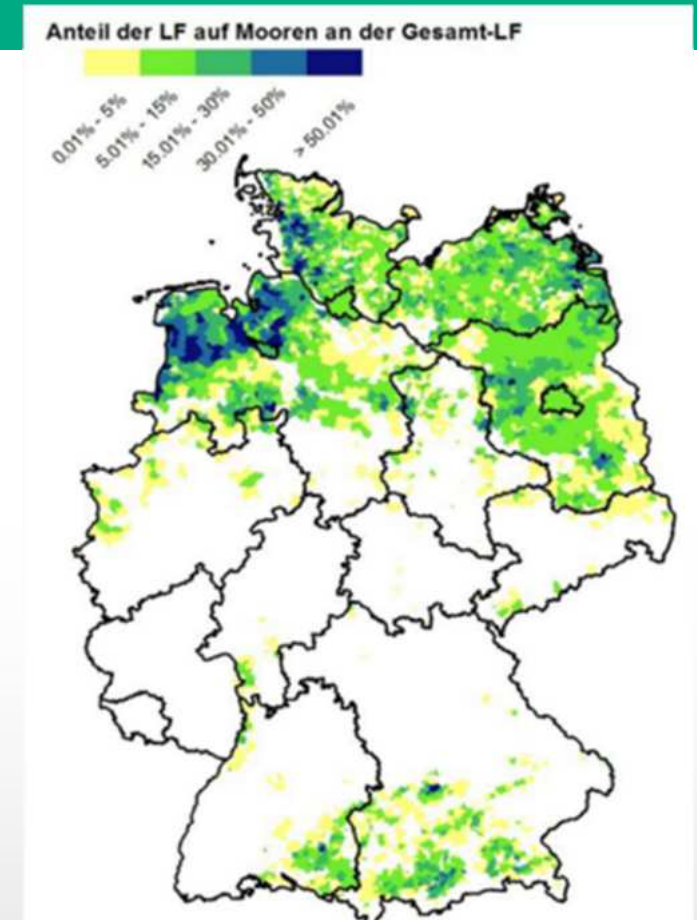 Anteil der LF auf Mooren an der Gesamt-LF
0.01% - 5%
5.01% - 15%
15.01% - 30%
30.01% - 50%
> 50.01%